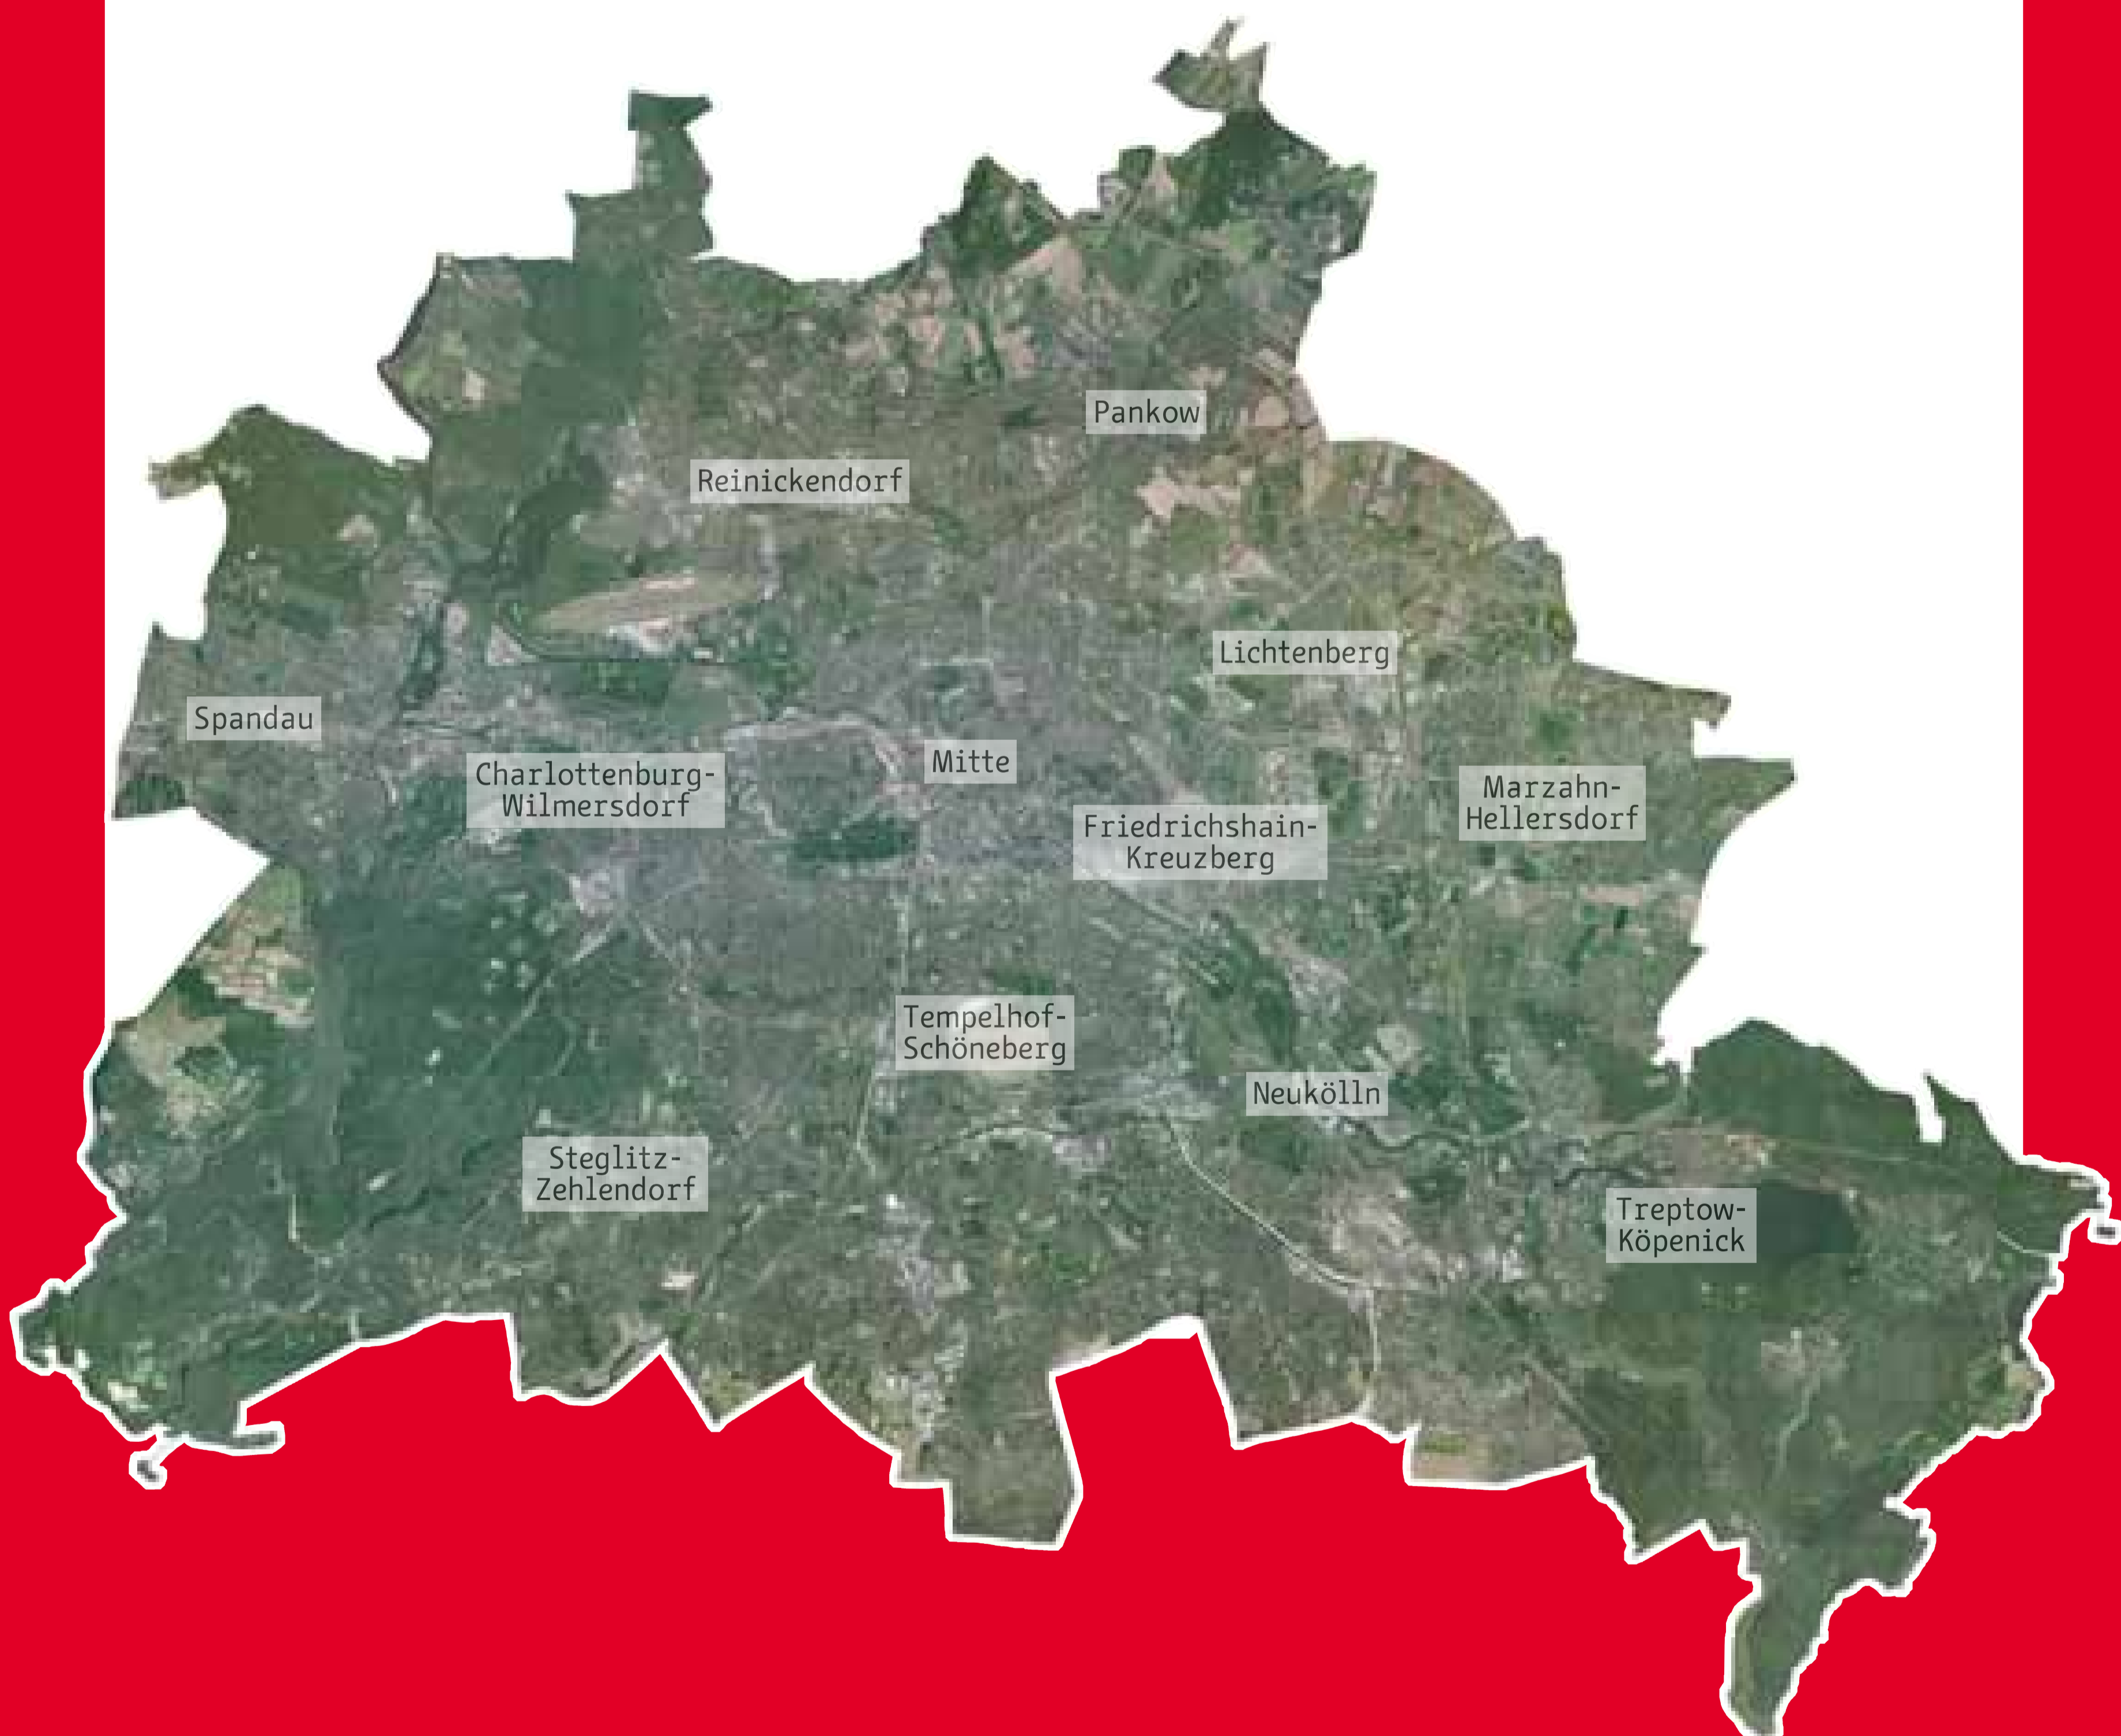 Pankow
Reinickendorf
Lichtenberg
Spandau
Charlottenburg-
Wilmersdorf
Mitte
Marzahn-
Hellersdorf
Friedrichshain-
Kreuzberg
Tempelhof-
Schöneberg
Neukölln
Steglitz-
Zehlendorf
Treptow-
Köpenick